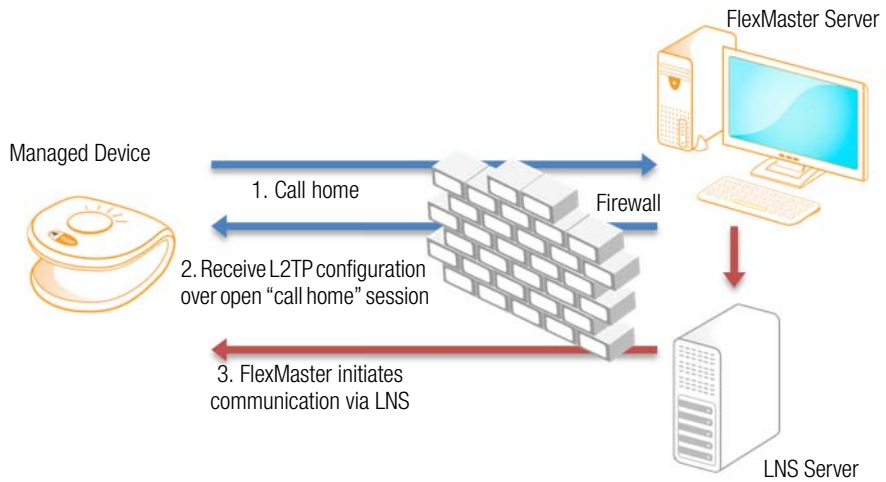 FlexMaster Server
Managed Device
1. Call home
Firewall
2. Receive L2TP configuration
over open “call home” session
3. FlexMaster initiates
communication via LNS
LNS Server